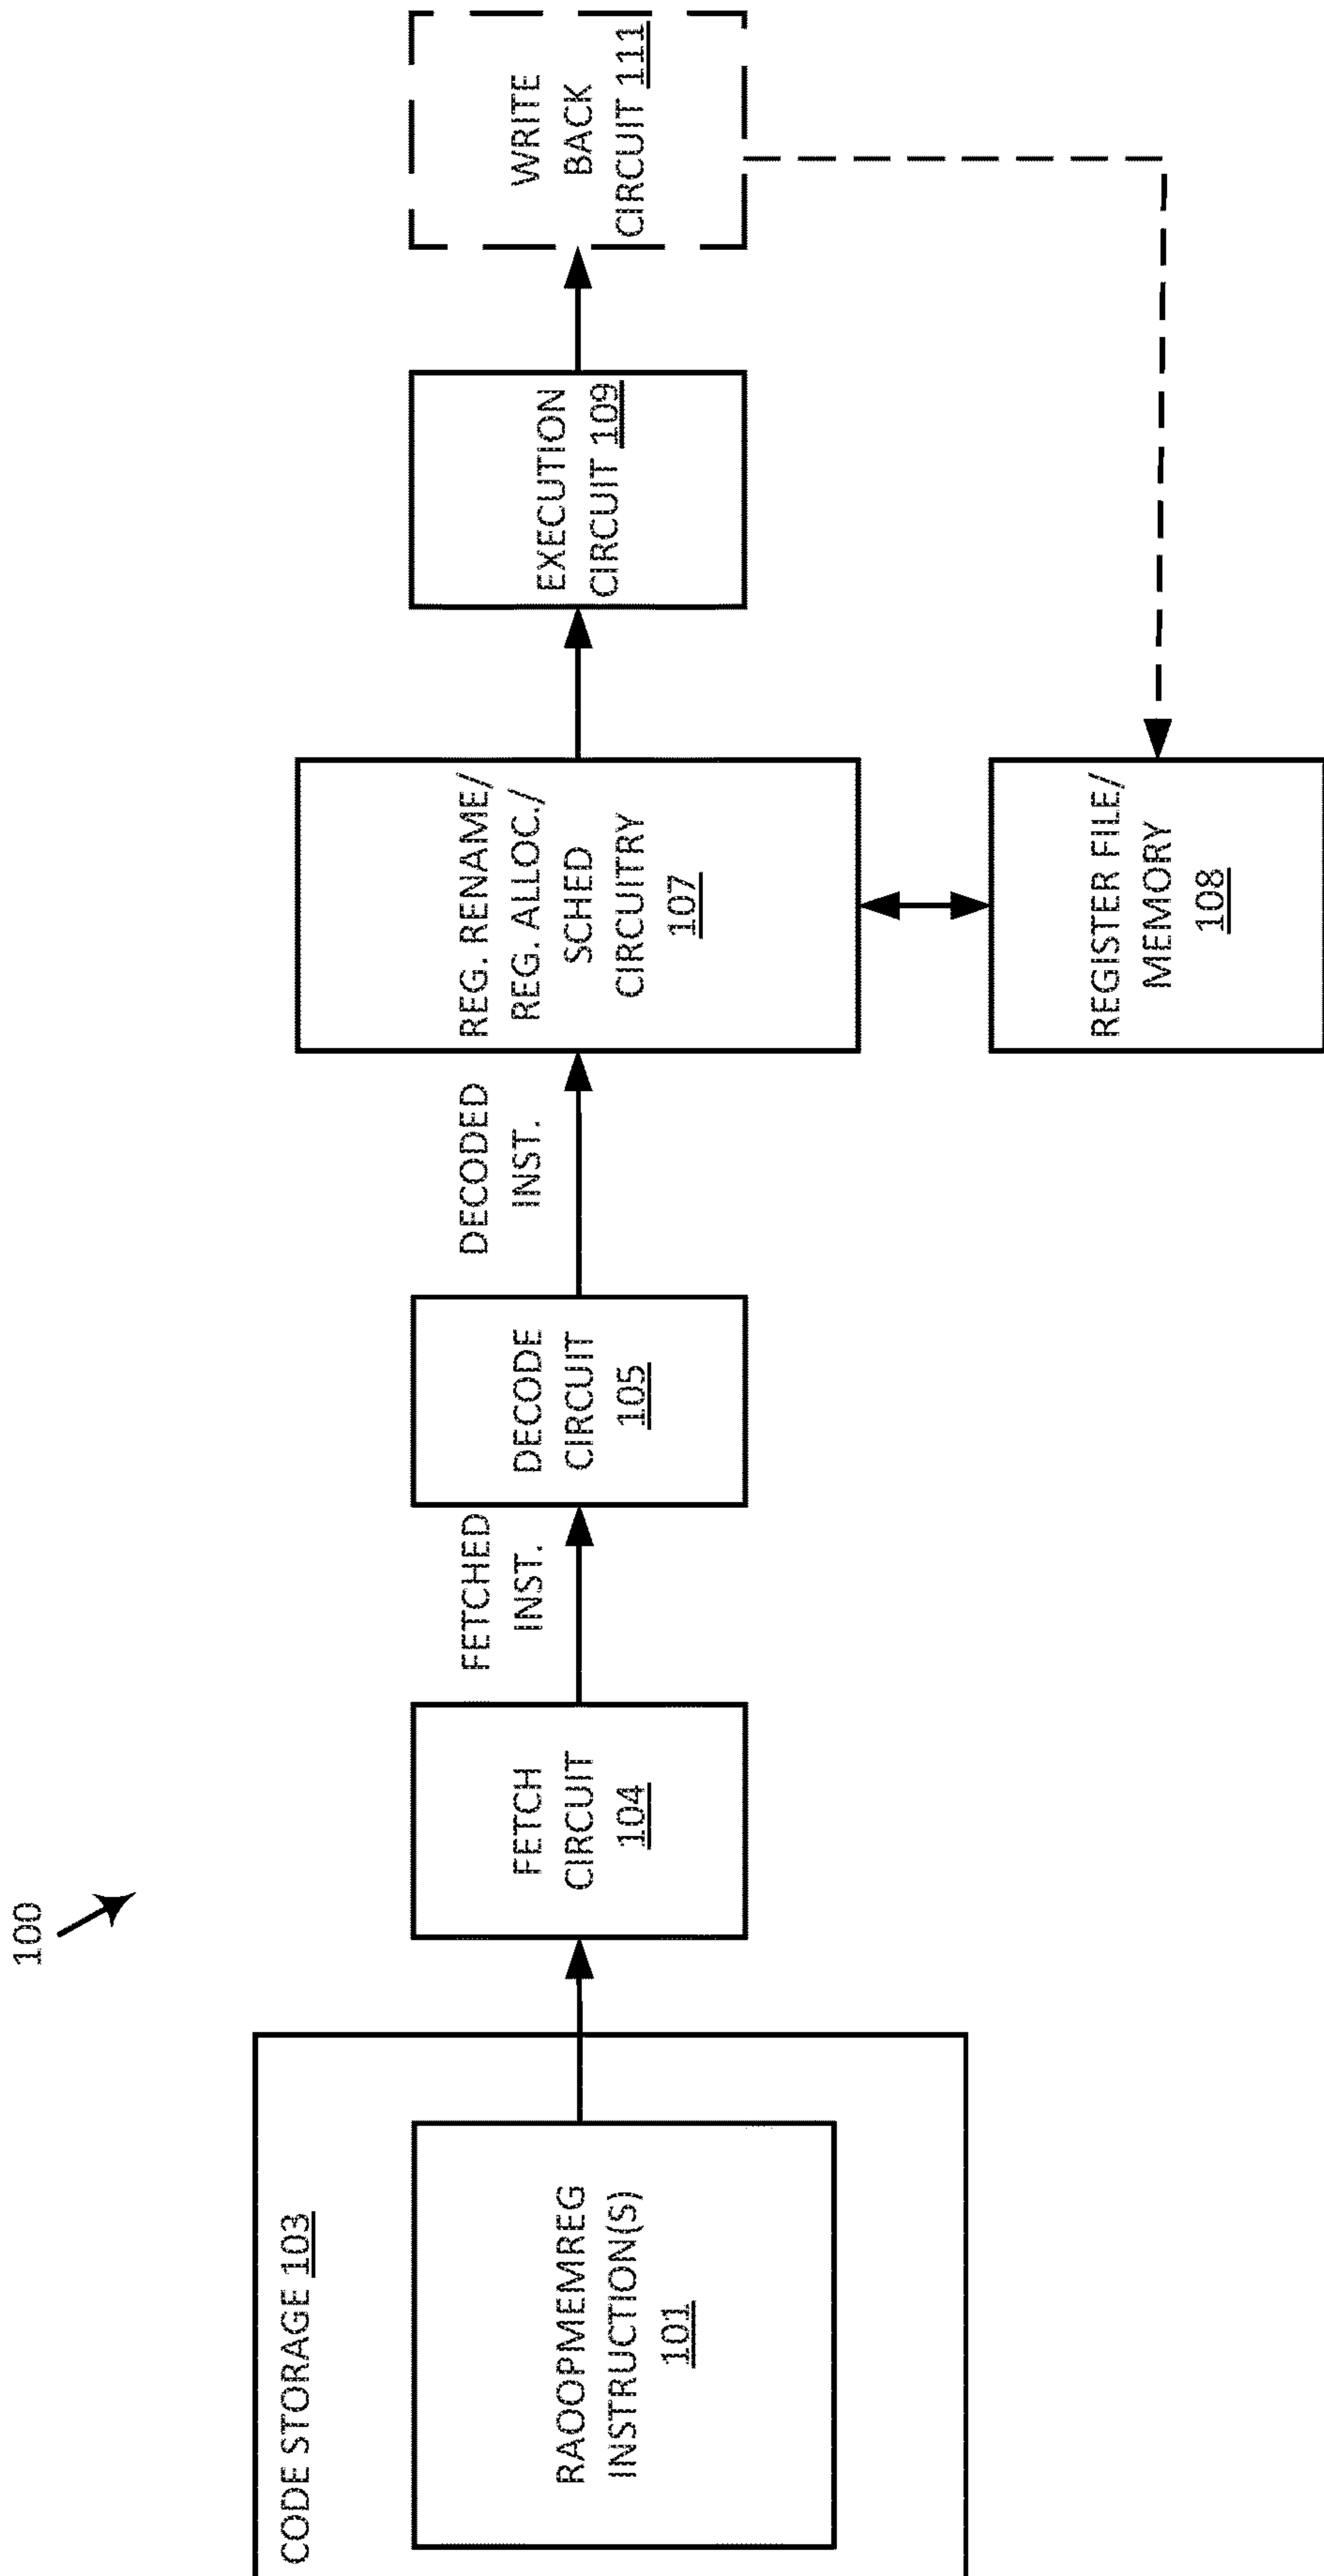 100
CODE STORAGE 103
RAOOPMEMREG
INSTRUCTION(S)
101
FETCH
CIRCUIT
104
FETCHED
INST.
DECODE
CIRCUIT
105
DECODED
INST.
REG. RENAME/
REG. ALLOC./
SCHED
CIRCUITRY
107
REGISTER FILE/
MEMORY
108
EXECUTION
CIRCUIT 109
WRITE
BACK
CIRCUIT 111